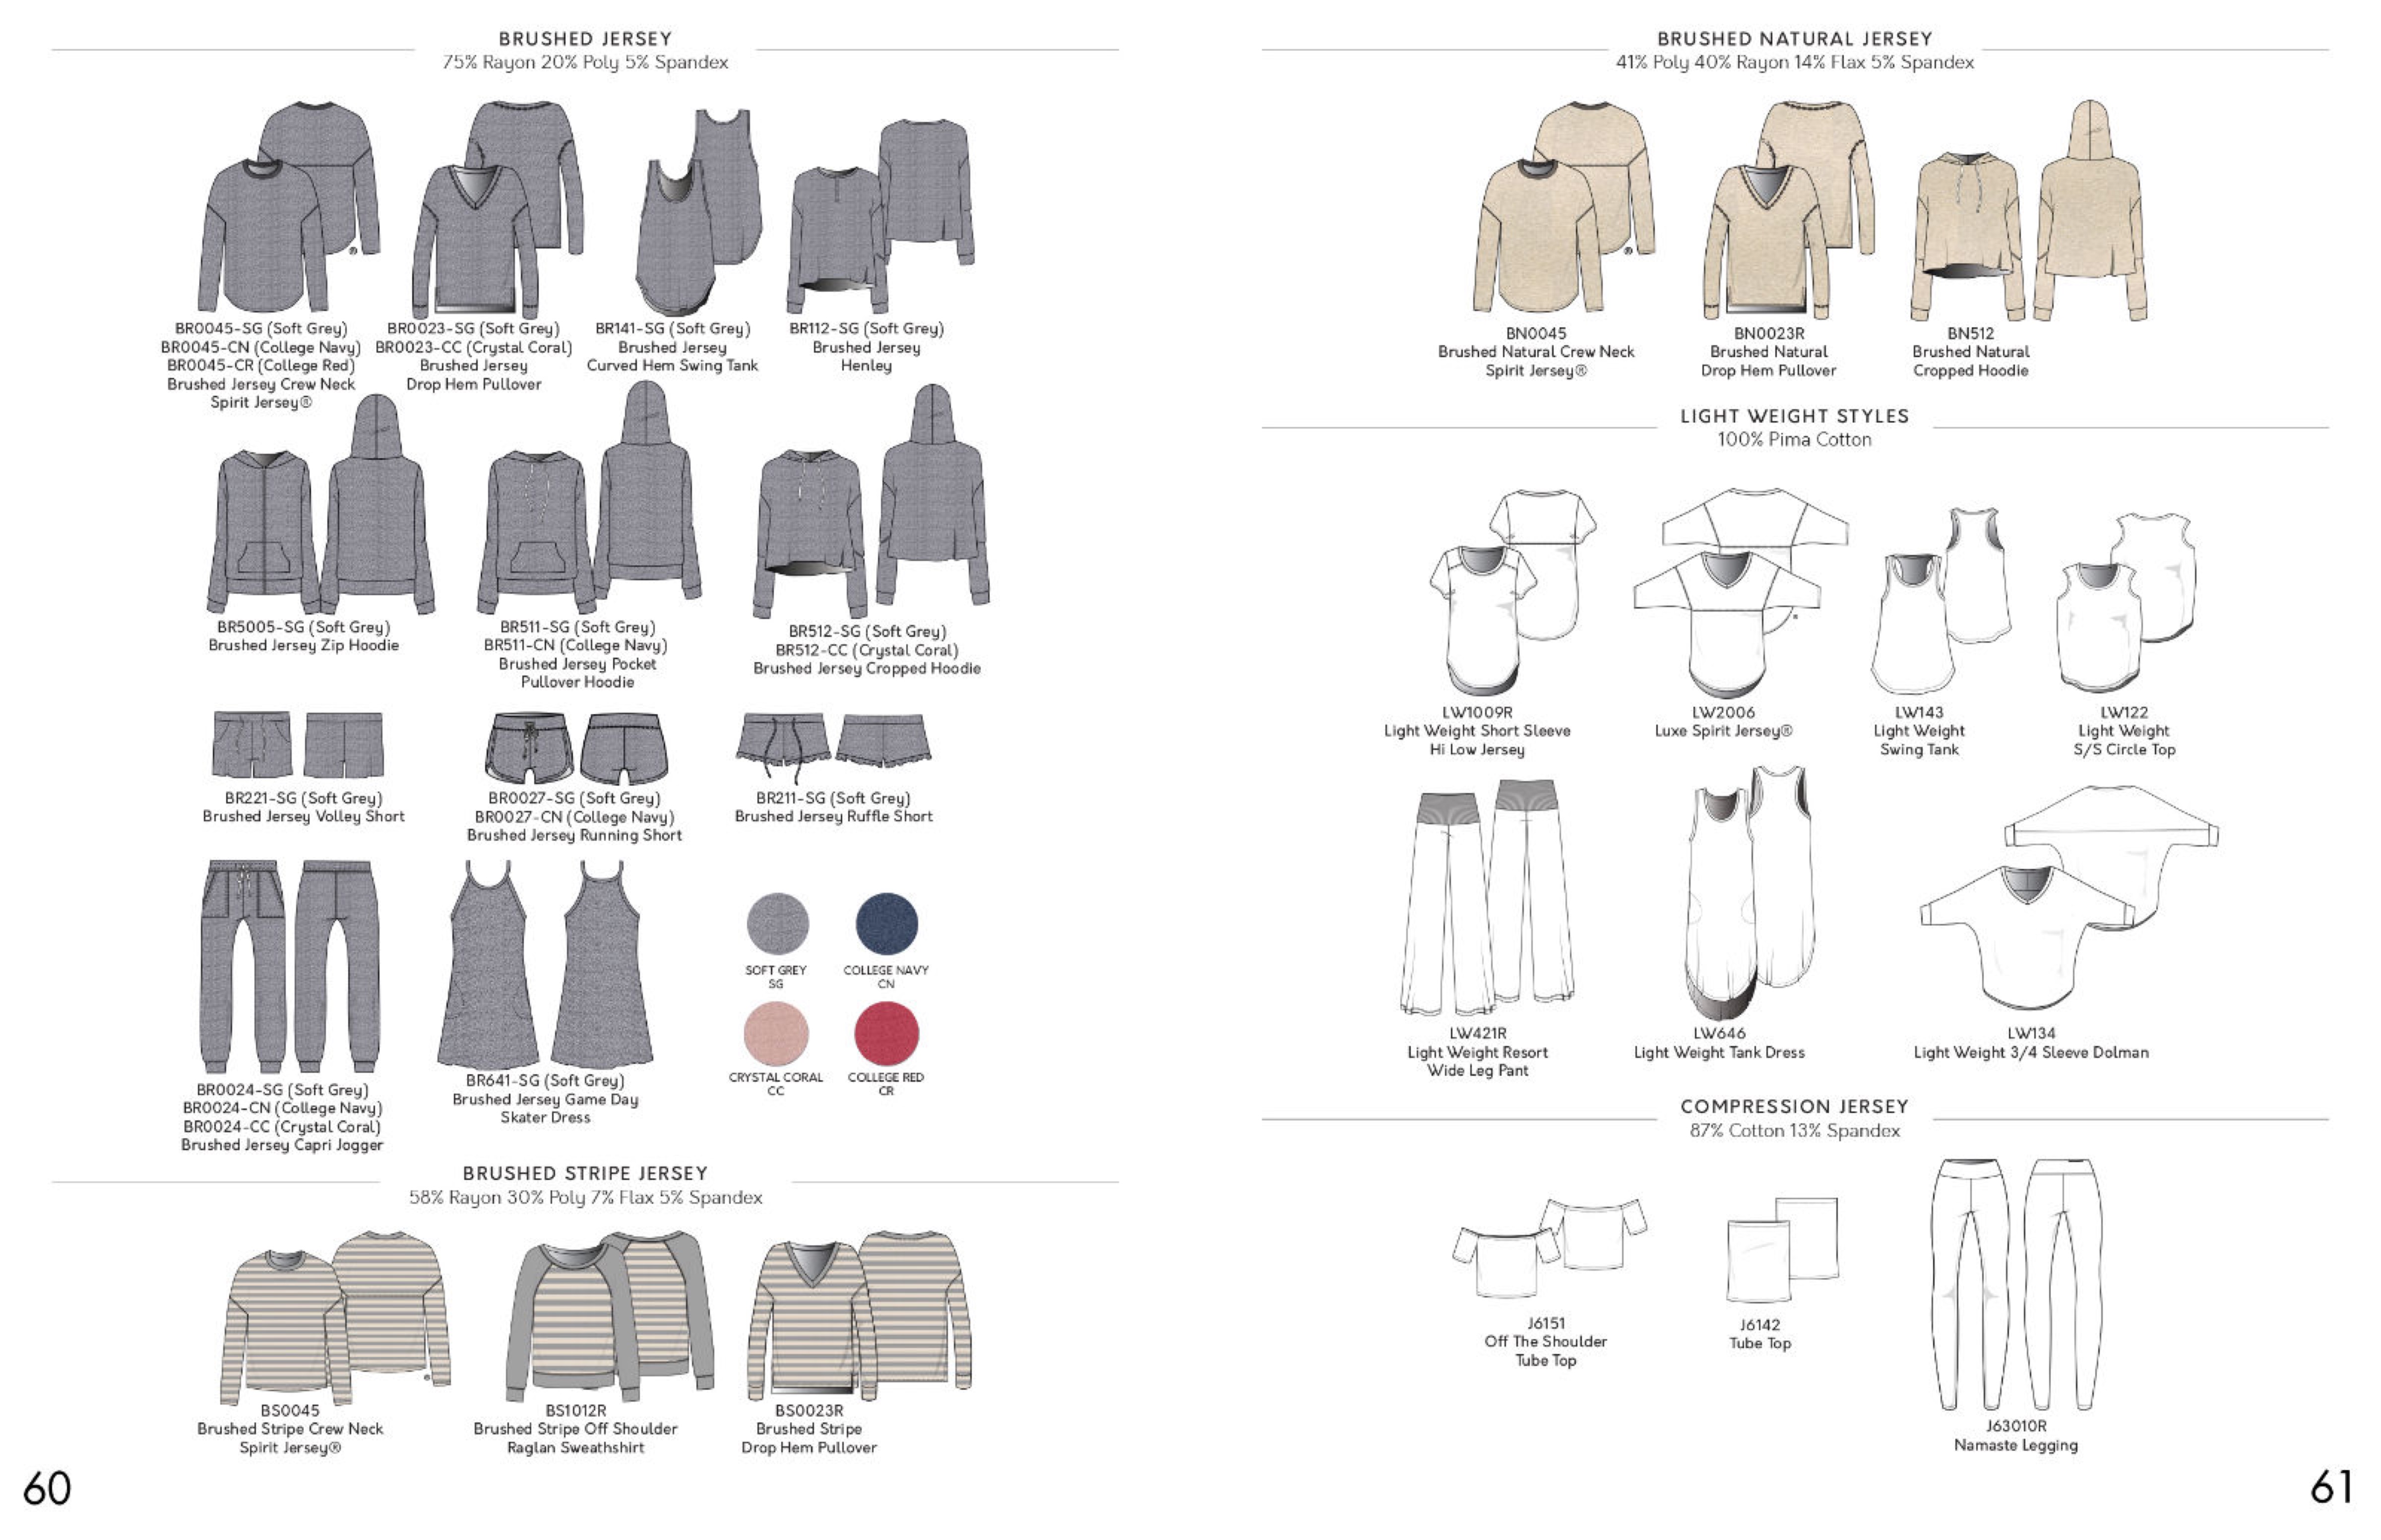 BRUSHED JERSEY
75% Rayon 20% Poly 5% Spandex
BR0045-SG (Soft Grey)
BR0045-CN (College Navy)
BR0045-CR (College Red)
Brushed Jersey Crew Neck
Spirit Jersey®
BR0023-SG (Soft Grey)
BR0023-CC (Crystal Coral)
Brushed Jersey
Drop Hem Pullover
BR141-SG (Soft Grey)
Brushed Jersey
Curved Hem Swing Tank
BR112-SG (Soft Grey)
Brushed Jersey
Henley
BR5005-SG (Soft Grey)
Brushed Jersey Zip Hoodie
BR511-SG (Soft Grey)
BR511-CN (College Navy)
Brushed Jersey Pocket
Pullover Hoodie
BR512-SG (Soft Grey)
BR512-CC (Crystal Coral)
Brushed Jersey Cropped Hoodie
BR221-SG (Soft Grey)
Brushed Jersey Volley Short
BR0027-SG (Soft Grey)
BR0027-CN (College Navy)
Brushed Jersey Running Short
BR211-SG (Soft Grey)
Brushed Jersey Ruffle Short
BR0024-SG (Soft Grey)
BR0024-CN (College Navy)
BR0024-CC (Crystal Coral)
Brushed Jersey Capri Jogger
BR641-SG (Soft Grey)
Brushed Jersey Game Day
Skater Dress
SOFT GREY
SG
COLLEGE NAVY
CN
CRYSTAL CORAL
CC
COLLEGE RED
CR
BRUSHED STRIPE JERSEY
58% Rayon 30% Poly 7% Flax 5% Spandex
BS0045
Brushed Stripe Crew Neck
Spirit Jersey®
BS1012R
Brushed Stripe Off Shoulder
Raglan Sweathshirt
BS0023R
Brushed Stripe
Drop Hem Pullover
60
BRUSHED NATURAL JERSEY
41% Poly 40% Rayon 14% Flax 5% Spandex
BN0045
Brushed Natural Crew Neck
Spirit Jersey®
BN0023R
Brushed Natural
Drop Hem Pullover
BN512
Brushed Natural
Cropped Hoodie
LIGHT WEIGHT STYLES
100% Pima Cotton
LW1009R
Light Weight Short Sleeve
Hi Low Jersey
LW2006
Luxe Spirit Jersey®
LW143
Light Weight
Swing Tank
LW122
Light Weight
S/S Circle Top
LW421R
Light Weight Resort
Wide Leg Pant
LW646
Light Weight Tank Dress
LW134
Light Weight 3/4 Sleeve Dolman
COMPRESSION JERSEY
87% Cotton 13% Spandex
J6151
Off The Shoulder
Tube Top
J6142
Tube Top
J63010R
Namaste Legging
61